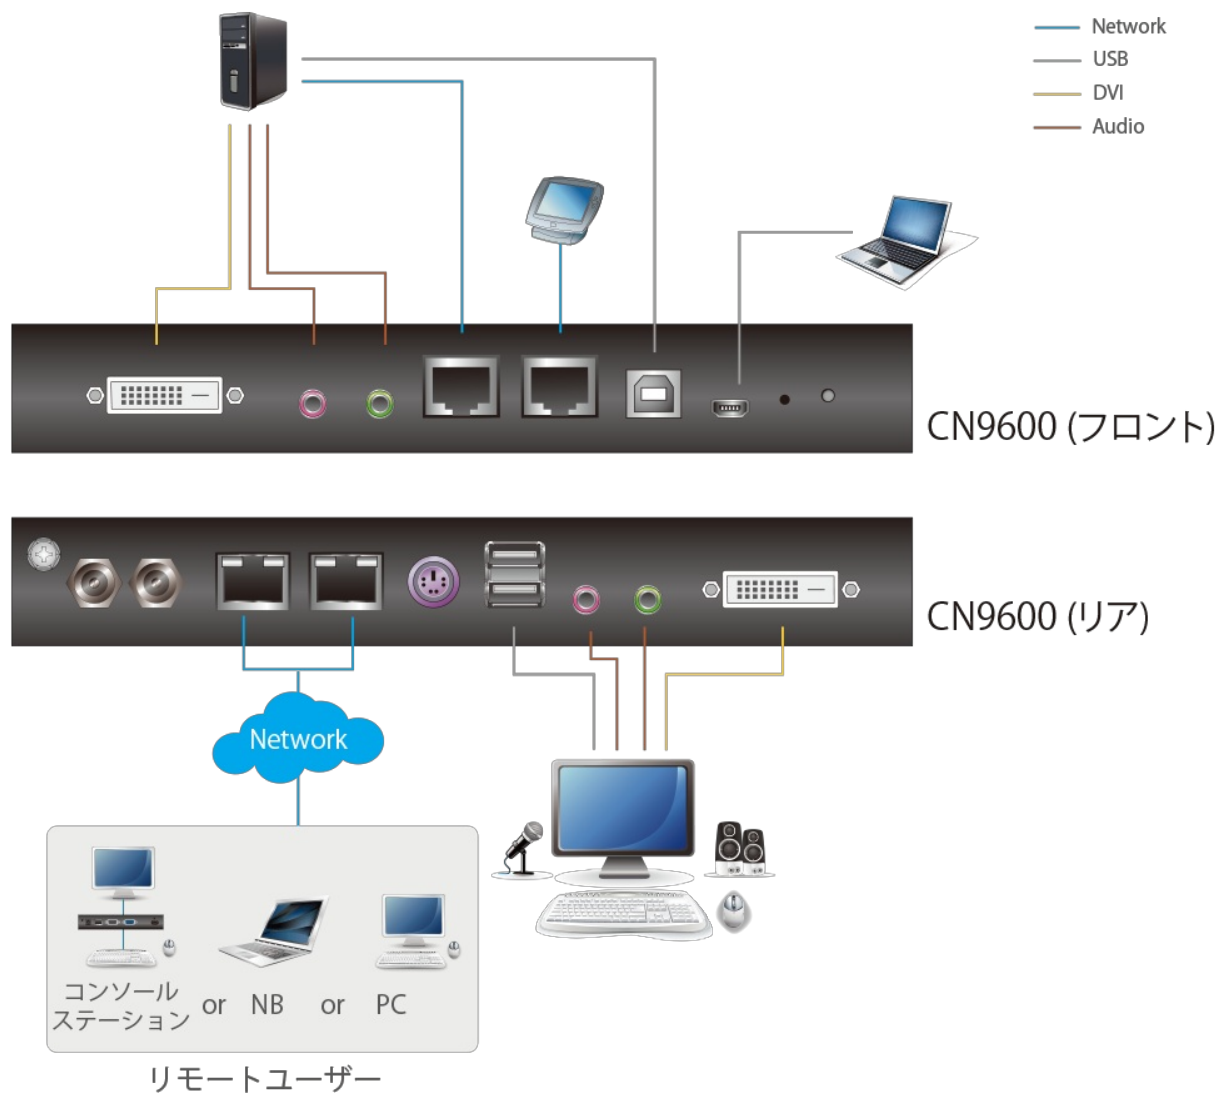 Network
USB
DVI
Audio
CN9600 (フロント)
CN9600 (リア)
Network
コンソール
ステーション or NB or PC
リモートユーザー